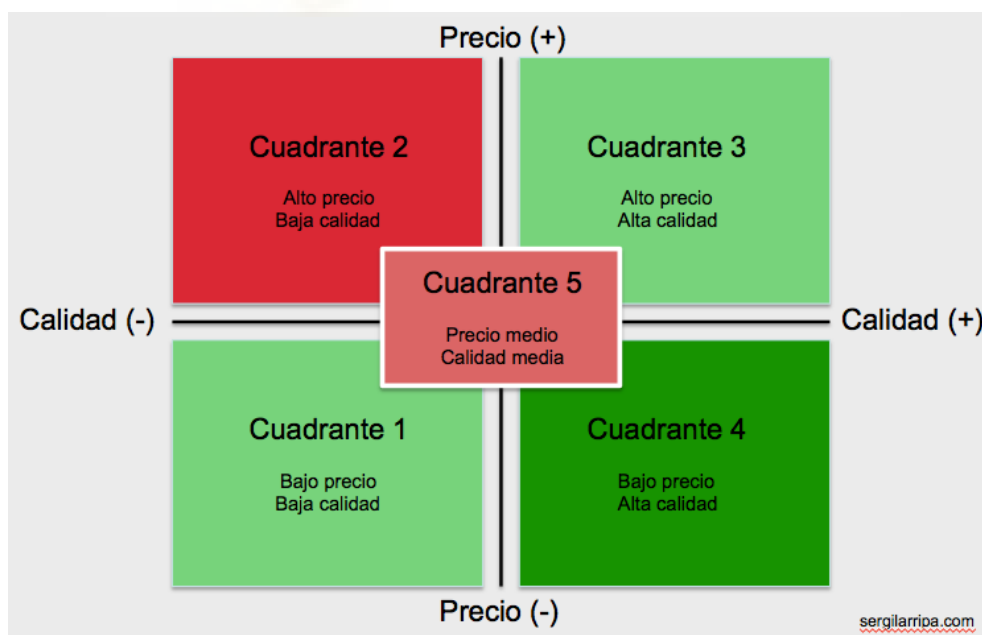 Precio (+)
Cuadrante 2
Alto precio
Baja calidad
Cuadrante 3
Alto precio
Alta calidad
Calidad (-)
Cuadrante 5
Precio medio
Calidad media
Calidad (+)
Cuadrante 1
Bajo precio
Baja calidad
Cuadrante 4
Bajo precio
Alta calidad
Precio (-)
sergilarripa.com